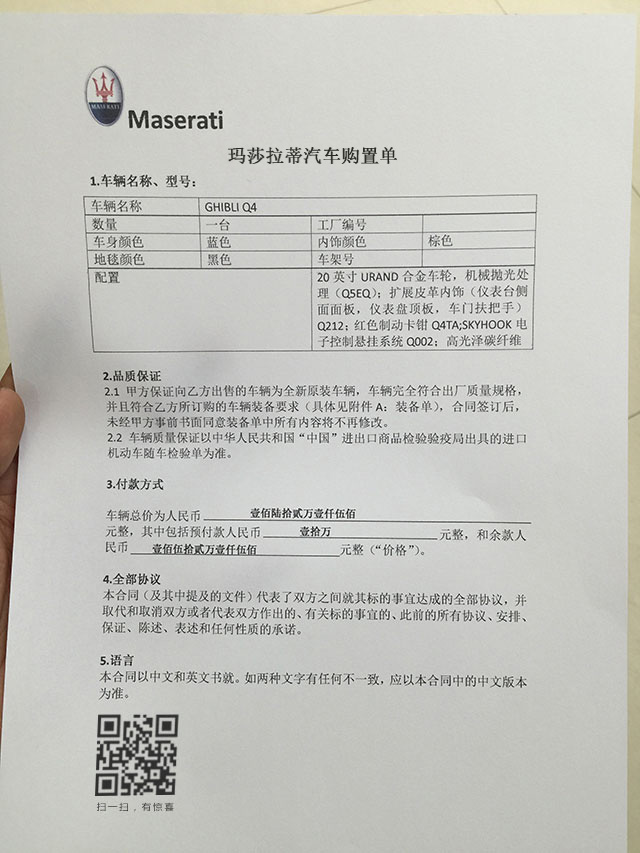 MASERATI
Maserati
玛莎拉蒂汽车购置单
1.车辆名称、型号：
车辆名称 GHIBLI Q4
数量 一台 工厂编号
车身颜色 蓝色 内饰颜色 棕色
地毯颜色 黑色 车架号
配置 20 英寸 URAND 合金车轮，机械抛光处
理（Q5EQ）；扩展皮革内饰（仪表台侧
面面板，仪表盘顶板，车门扶把手）
Q212；红色制动卡钳 Q4TA;SKYHOOK 电
子控制悬挂系统 Q002；高光泽碳纤维
2.品质保证
2.1 甲方保证向乙方出售的车辆为全新原装车辆，车辆完全符合出厂质量规格，
并且符合乙方所订购的车辆装备要求（具体见附件 A：装备单），合同签订后，
未经甲方事前书面同意装备单中所有内容将不再修改。
2.2 车辆质量保证以中华人民共和国“中国”进出口商品检验验疫局出具的进口
机动车随车检验单为准。
3.付款方式
车辆总价为人民币 壹佰陆拾贰万壹仟伍佰
元整，其中包括预付款人民币 壹拾万 元整，和余款人
民币 壹佰伍拾贰万壹仟伍佰 元整（“价格”）。
4.全部协议
本合同（及其中提及的文件）代表了双方之间就其标的事宜达成的全部协议，并
取代和取消双方或者代表双方作出的、有关标的事宜的、此前的所有协议、安排、
保证、陈述、表述和任何性质的承诺。
5.语言
本合同以中文和英文书就。如两种文字有任何不一致，应以本合同中的中文版本
为准。
扫一扫，有惊喜